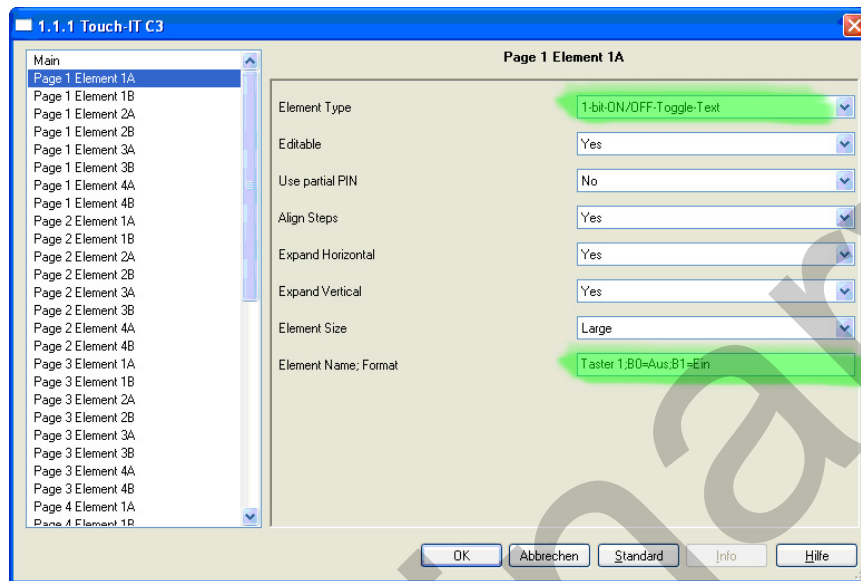 1.1.1 Touch-IT C3
Main
Page 1 Element 1A
Page 1 Element 1B
Page 1 Element 2A
Page 1 Element 2B
Page 1 Element 3A
Page 1 Element 3B
Page 1 Element 4A
Page 1 Element 4B
Page 2 Element 1A
Page 2 Element 1B
Page 2 Element 2A
Page 2 Element 2B
Page 2 Element 3A
Page 2 Element 3B
Page 2 Element 4A
Page 2 Element 4B
Page 3 Element 1A
Page 3 Element 1B
Page 3 Element 2A
Page 3 Element 2B
Page 3 Element 3A
Page 3 Element 3B
Page 3 Element 4A
Page 3 Element 4B
Page 4 Element 1A
Page 4 Element 1B
Page 1 Element 1A
Element Type 1-bit-ON/OFF-Toggle-Text
Editable Yes
Use partial PIN No
Align Steps Yes
Expand Horizontal Yes
Expand Vertical Yes
Element Size Large
Element Name; Format Taster 1;B0=Aus;B1=Ein
OK Abbrechen Standard Info Hilfe